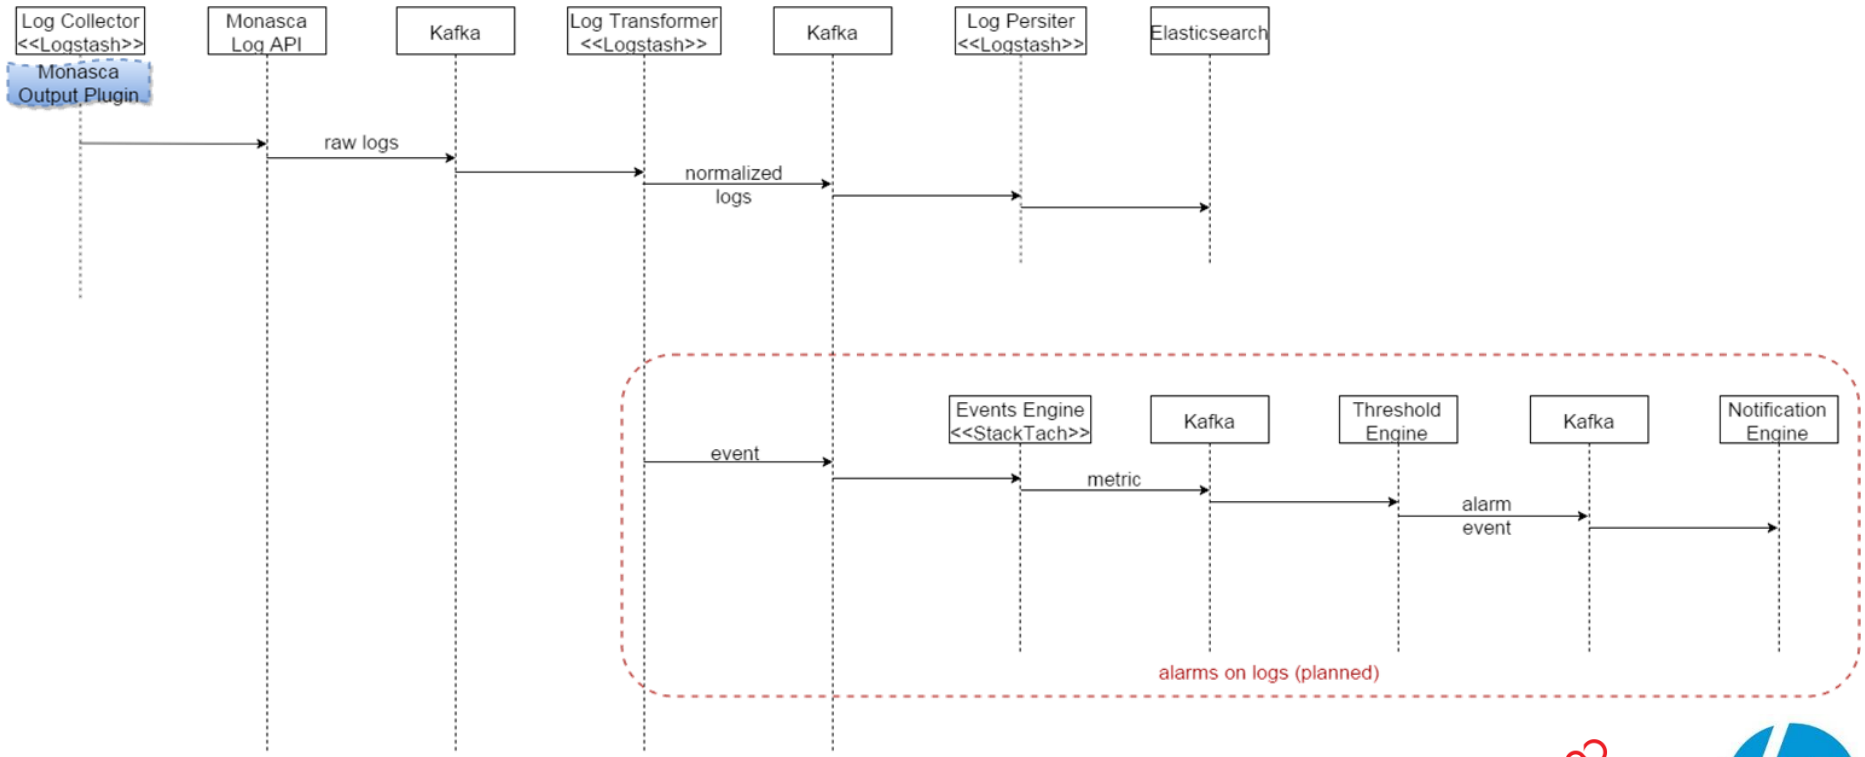 Log Collector
<<Logstash>>
Monasca
Output Plugin
Monasca
Log API
Kafka
Log Transformer
<<Logstash>>
Kafka
Log Persiter
<<Logstash>>
Elasticsearch
raw logs
normalized
logs
Events Engine
<<StackTach>>
Kafka
Threshold
Engine
Kafka
Notification
Engine
event
metric
alarm
event
alarms on logs (planned)